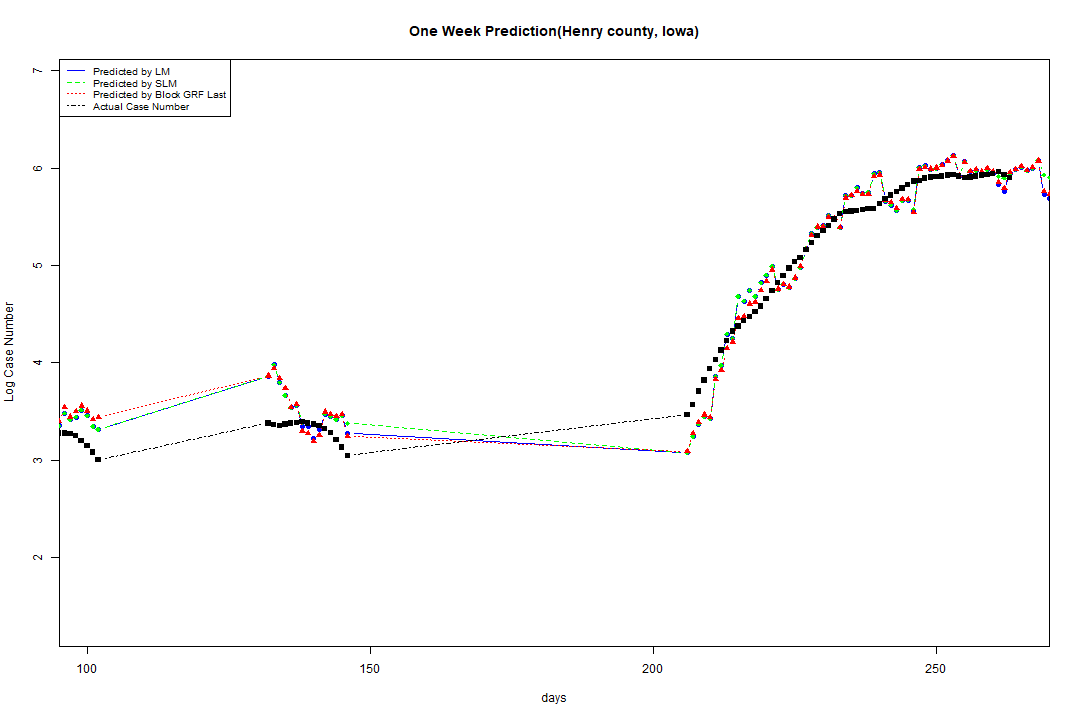 One Week Prediction(Henry county, Iowa)
Predicted by LM
Predicted by SLM
Predicted by Block GRF Last
Actual Case Number
7
6
5
4
3
2
Log Case Number
100 150 200 250
days